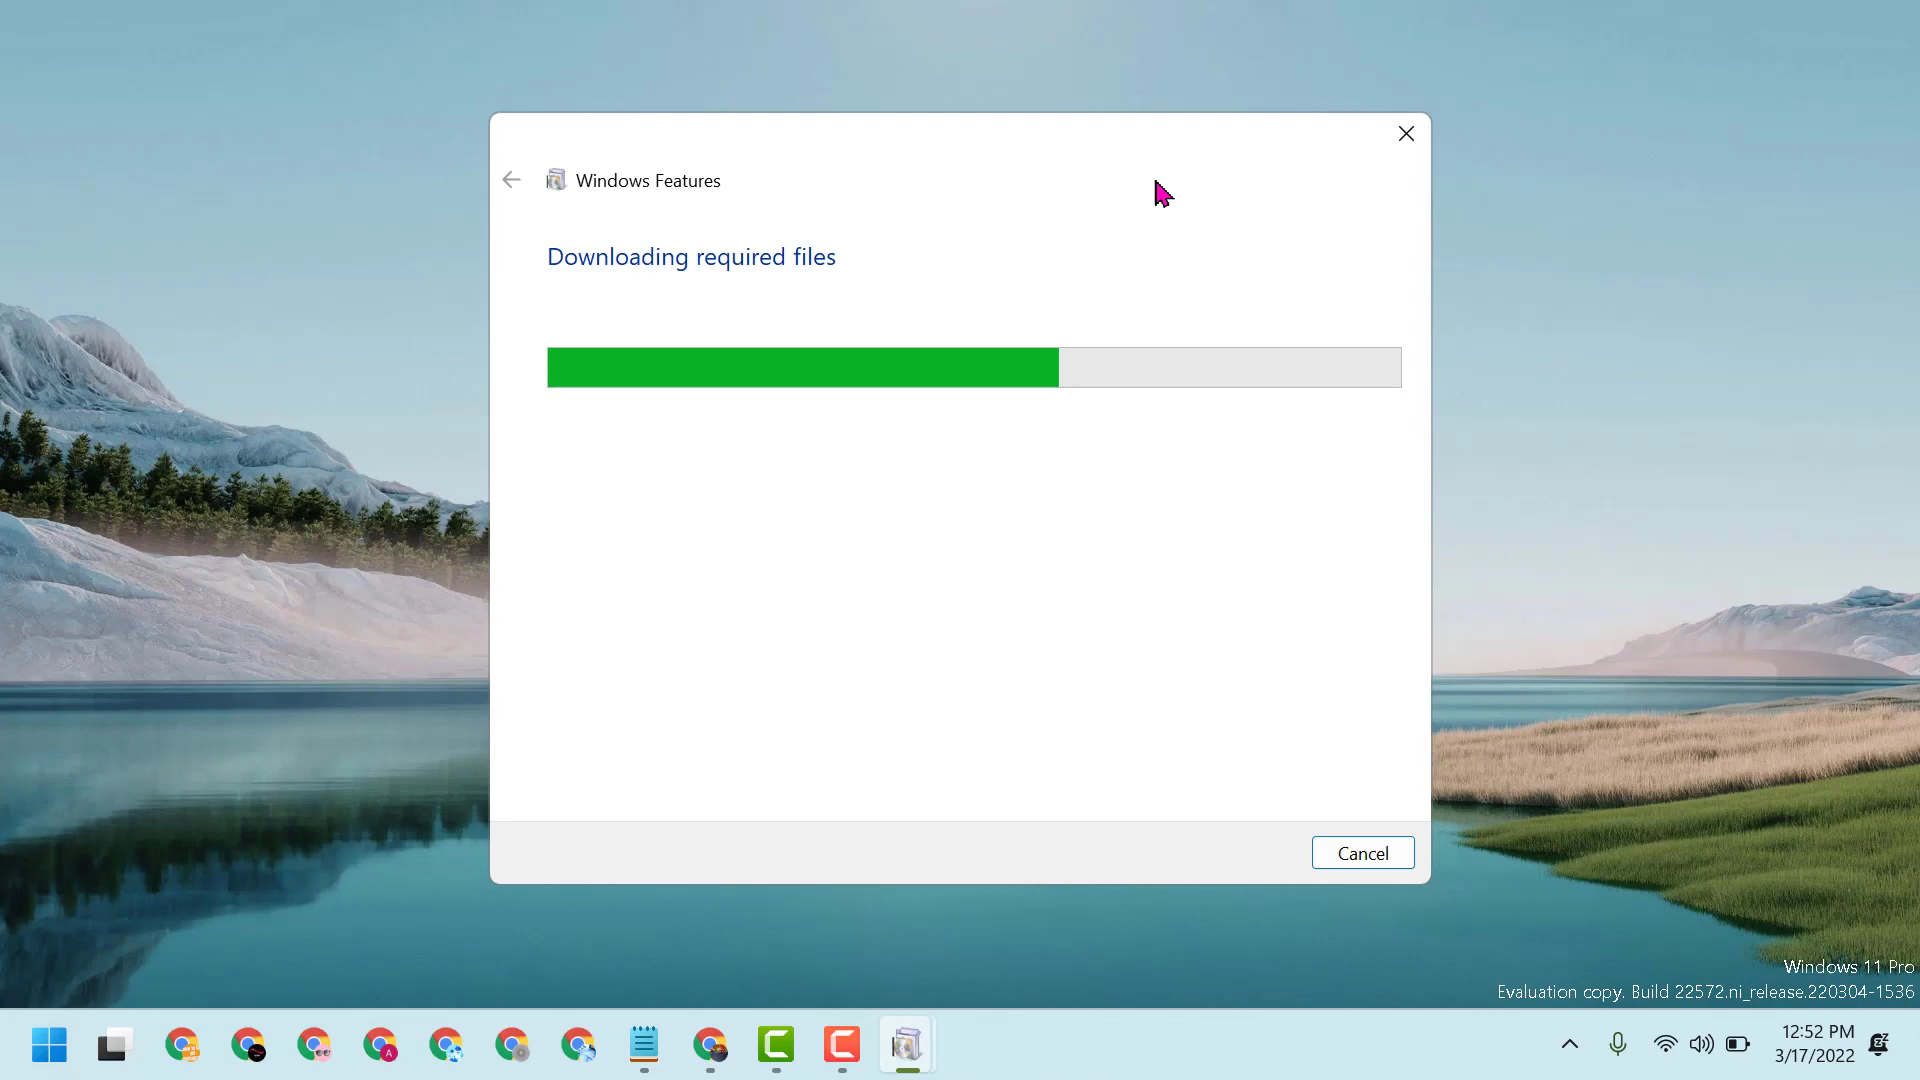 Windows Features
Downloading required files
Cancel
Windows 11 Pro
Evaluation copy. Build 22572.ni_release.220304-1536
A
12:52 PM
3/17/2022